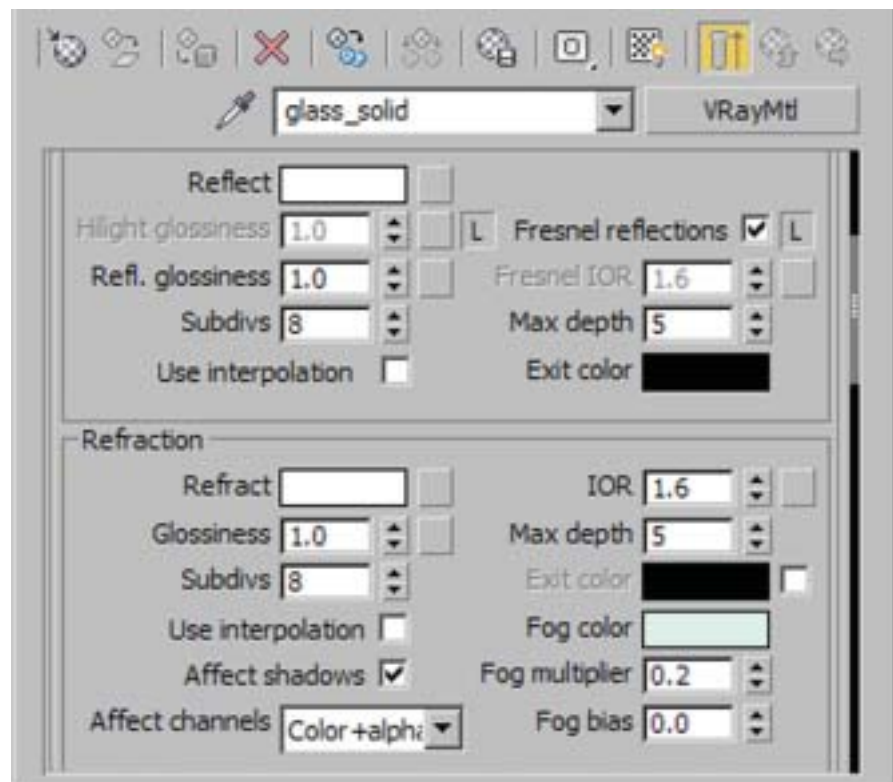 glass_solid VRayMtl
Reflect
Hilight glossiness 1.0 L Fresnel reflections L
Refl. glossiness 1.0 Fresnel IOR 1.6
Subdivs 8 Max depth 5
Use interpolation Exit color
Refraction
Refract IOR 1.6
Glossiness 1.0 Max depth 5
Subdivs 8 Exit color
Use interpolation Fog color
Affect shadows Fog multiplier 0.2
Affect channels Color+alpha Fog bias 0.0